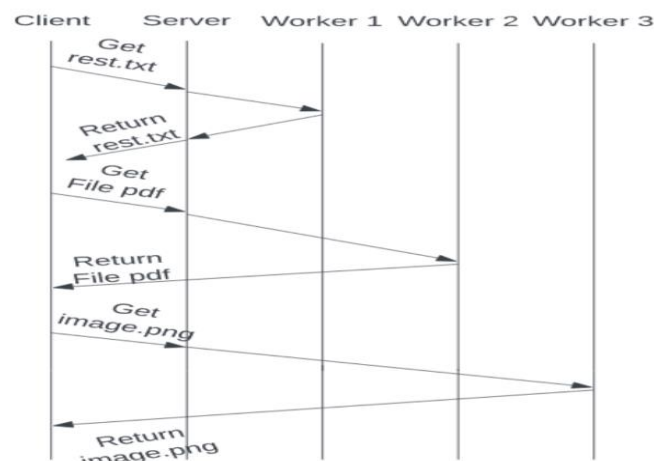 Client Server Worker 1 Worker 2 Worker 3
Get
rest.txt
Return
rest.txt
Get
File pdf
Return
File pdf
Get
image.png
Return
image.png